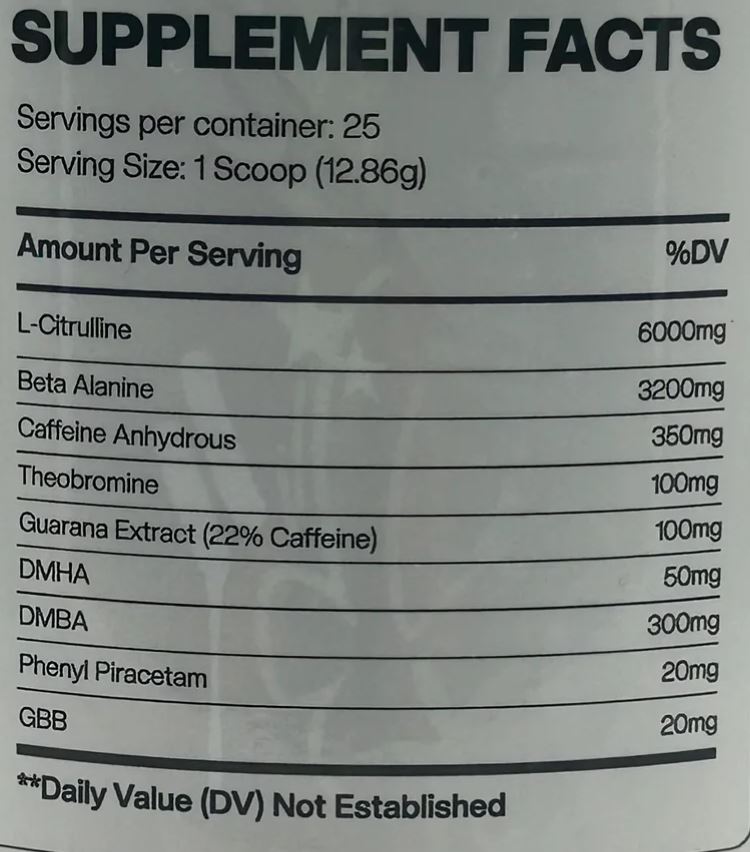 SUPPLEMENT FACTS
Servings per container: 25
Serving Size: 1 Scoop (12.86g)
Amount Per Serving %DV
L-Citrulline 6000mg
Beta Alanine 3200mg
Caffeine Anhydrous 350mg
Theobromine 100mg
Guarana Extract (22% Caffeine) 100mg
DMHA 50mg
DMBA 300mg
Phenyl Piracetam 20mg
GBB 20mg
**Daily Value (DV) Not Established